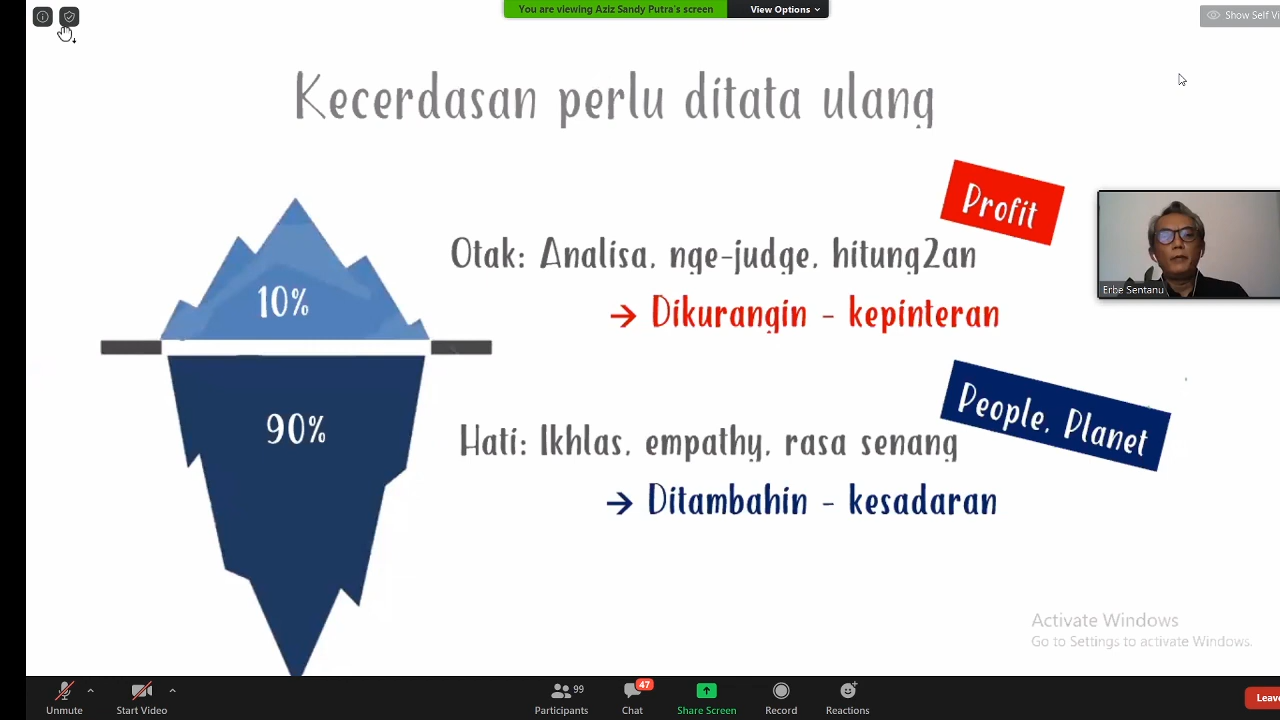 You are viewing Aziz Sandy Putra's screen
View Options
Show Self Vi
Kecerdasan perlu ditata ulang
Profit
Otak: Analisa, nge-judge, hitung2an
→ Dikurangin - kepinteran
10%
Erbe Sentanu
People, Planet
90%
Hati: Ikhlas, empathy, rasa senang
→ Ditambahin - kesadaran
Activate Windows
Go to Settings to activate Windows.
Unmute
Start Video
99
Participants
47
Chat
Share Screen
Record
Reactions
Leave